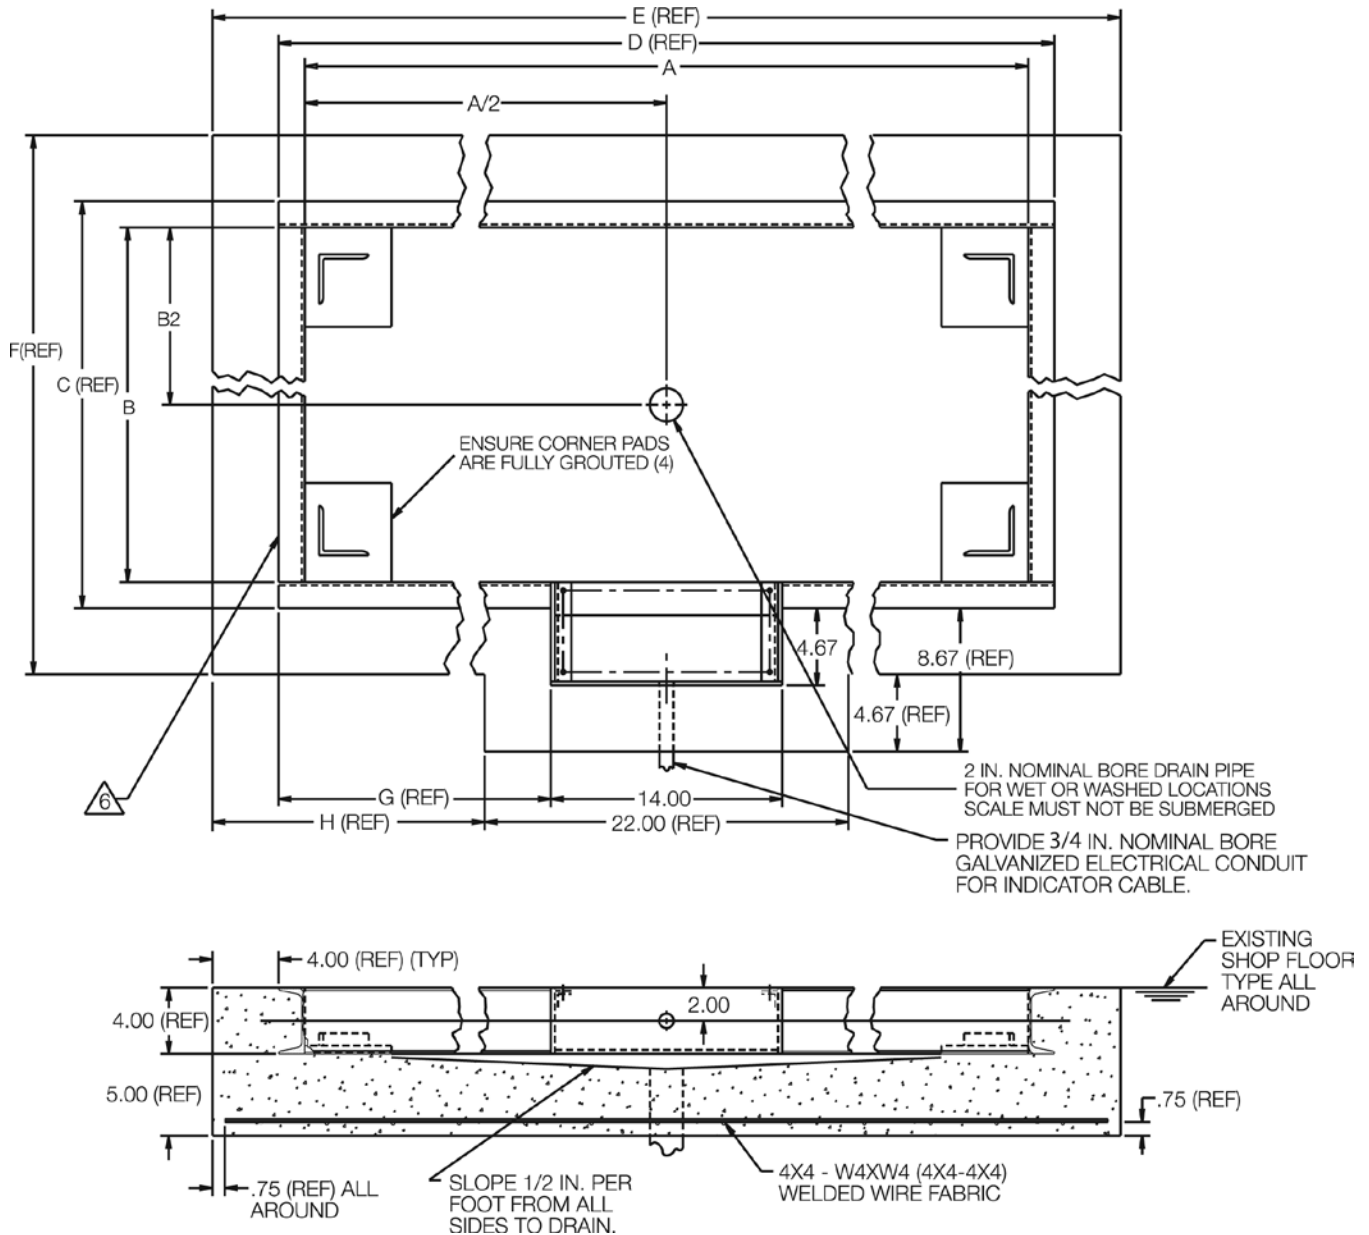 E (REF)
D (REF)
A
A/2
B2
F(REF)
C (REF)
B
ENSURE CORNER PADS
ARE FULLY GROUTED (4)
4.67
8.67 (REF)
4.67 (REF)
6
G (REF)
14.00
H (REF)
22.00 (REF)
2 IN. NOMINAL BORE DRAIN PIPE
FOR WET OR WASHED LOCATIONS
SCALE MUST NOT BE SUBMERGED
PROVIDE 3/4 IN. NOMINAL BORE
GALVANIZED ELECTRICAL CONDUIT
FOR INDICATOR CABLE.
EXISTING
SHOP FLOOR
TYPE ALL
AROUND
4.00 (REF) (TYP)
2.00
4.00 (REF)
5.00 (REF)
.75 (REF)
.75 (REF) ALL
AROUND
SLOPE 1/2 IN. PER
FOOT FROM ALL
SIDES TO DRAIN.
4X4 - W4XW4 (4X4-4X4)
WELDED WIRE FABRIC